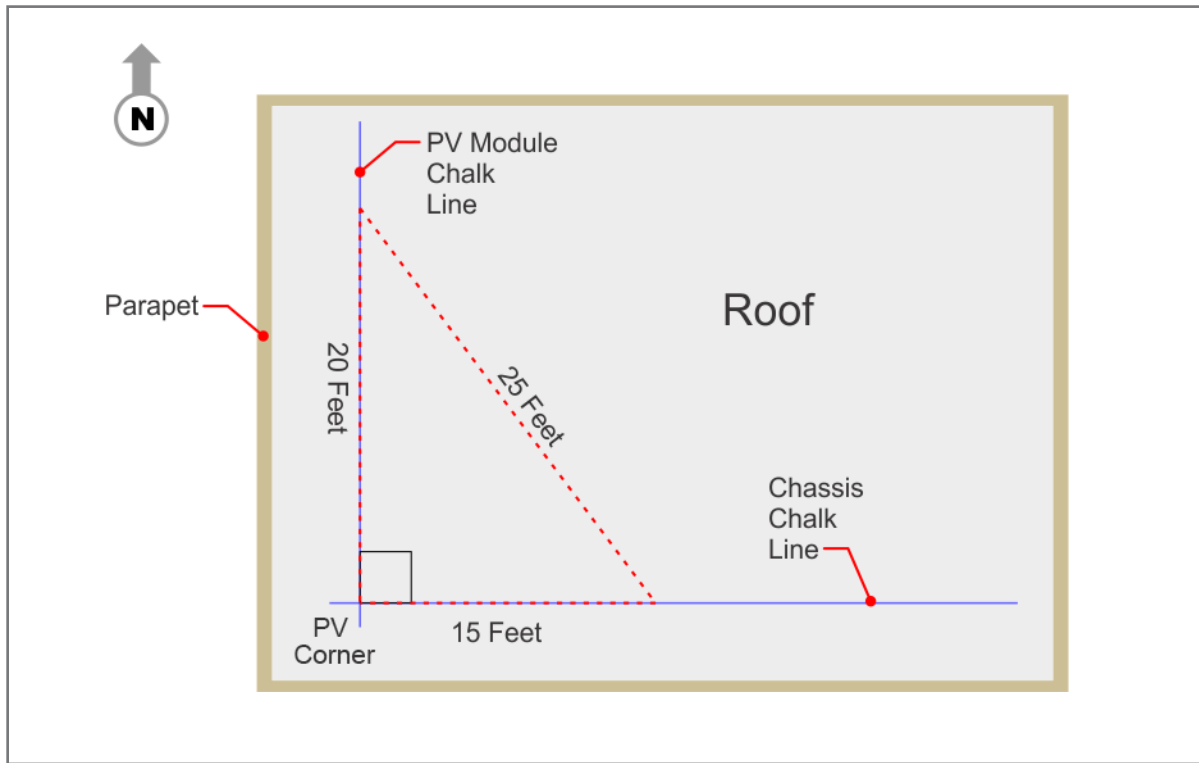 N
PV Module
Chalk
Line
Roof
Parapet
20 Feet
25 Feet
Chassis
Chalk
Line
15 Feet
PV
Corner